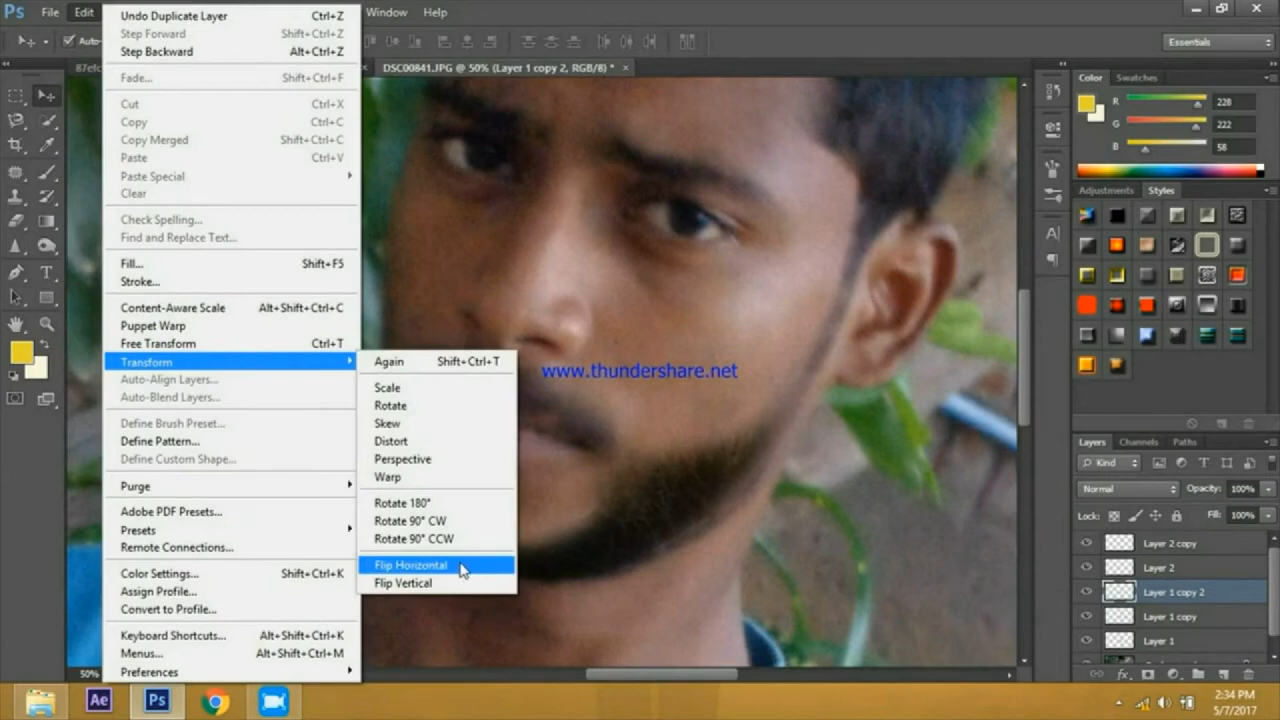 Ps File Edit Window Help
Auto-
Essentials
DSC00841.JPG @ 50% (Layer 1 copy 2, RGB/8) *
Undo Duplicate Layer Ctrl+Z
Step Forward Shift+Ctrl+Z
Step Backward Alt+Ctrl+Z
Fade... Shift+Ctrl+F
Cut Ctrl+X
Copy Ctrl+C
Copy Merged Shift+Ctrl+C
Paste Ctrl+V
Paste Special
Clear
Check Spelling...
Find and Replace Text...
Fill... Shift+F5
Stroke...
Content-Aware Scale Alt+Shift+Ctrl+C
Puppet Warp
Free Transform Ctrl+T
Transform
Auto-Align Layers...
Auto-Blend Layers...
Define Brush Preset...
Define Pattern...
Define Custom Shape...
Purge
Adobe PDF Presets...
Presets
Remote Connections...
Color Settings... Shift+Ctrl+K
Assign Profile...
Convert to Profile...
Keyboard Shortcuts... Alt+Shift+Ctrl+K
Menus... Alt+Shift+Ctrl+M
Preferences
Again Shift+Ctrl+T
Scale
Rotate
Skew
Distort
Perspective
Warp
Rotate 180°
Rotate 90° CW
Rotate 90° CCW
Flip Horizontal
Flip Vertical
www.thundershare.net
Color Swatches
R 228
G 222
B 58
Adjustments Styles
Layers Channels Paths
Kind
Normal Opacity: 100%
Lock: Fill: 100%
Layer 2 copy
Layer 2
Layer 1 copy 2
Layer 1 copy
Layer 1
50%
Ae Ps
2:34 PM
5/7/2017